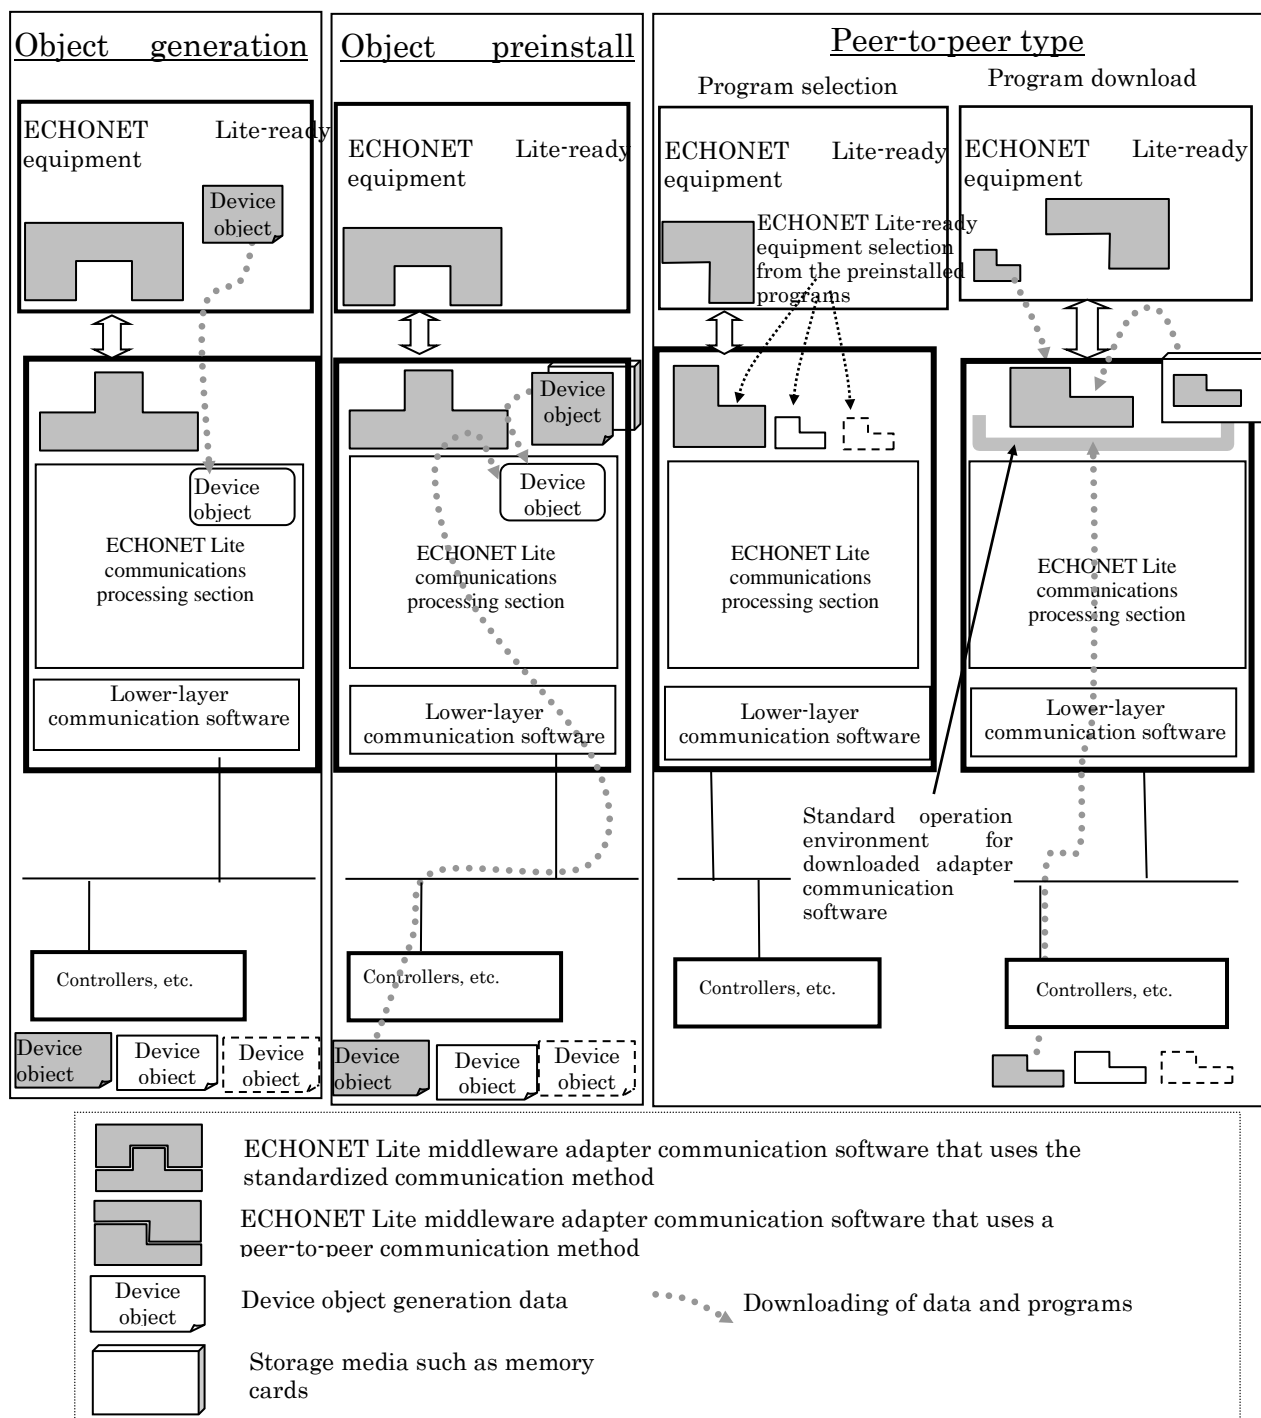 Object generation
ECHONET Lite-ready
equipment
Device
object
Device
object
ECHONET Lite
communications
processing section
Lower-layer
communication software
Controllers, etc.
Device
object
Device
object
Device
object
Object preinstall
ECHONET Lite-ready
equipment
Device
object
Device
object
ECHONET Lite
communications
processing section
Lower-layer
communication software
Controllers, etc.
Device
object
Device
object
Device
object
Peer-to-peer type
Program selection
ECHONET Lite-ready
equipment
ECHONET Lite-ready
equipment selection
from the preinstalled
programs
ECHONET Lite
communications
processing section
Lower-layer
communication software
Controllers, etc.
Program download
ECHONET Lite-ready
equipment
ECHONET Lite
communications
processing section
Lower-layer
communication software
Standard operation
environment for
downloaded adapter
communication
software
Controllers, etc.
ECHONET Lite middleware adapter communication software that uses the
standardized communication method
ECHONET Lite middleware adapter communication software that uses a
peer-to-peer communication method
Device
object
Device object generation data
Downloading of data and programs
Storage media such as memory
cards